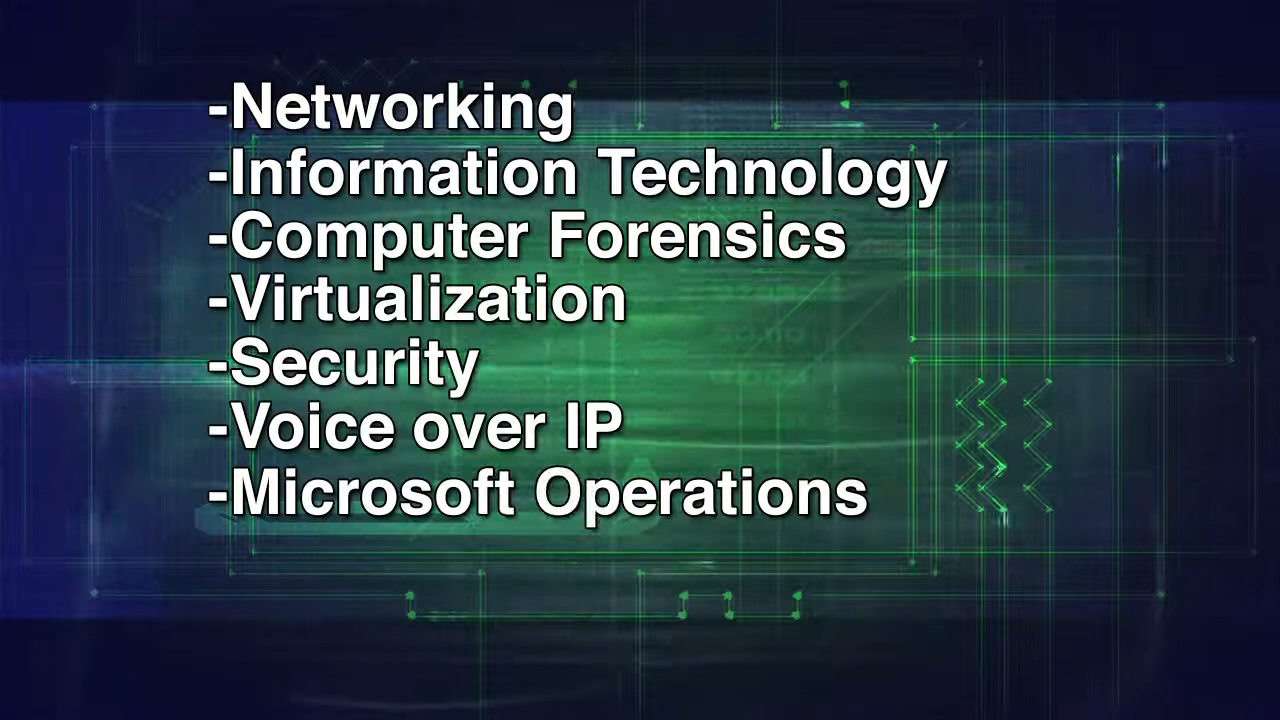 -Networking
-Information Technology
-Computer Forensics
-Virtualization
-Security
-Voice over IP
-Microsoft Operations